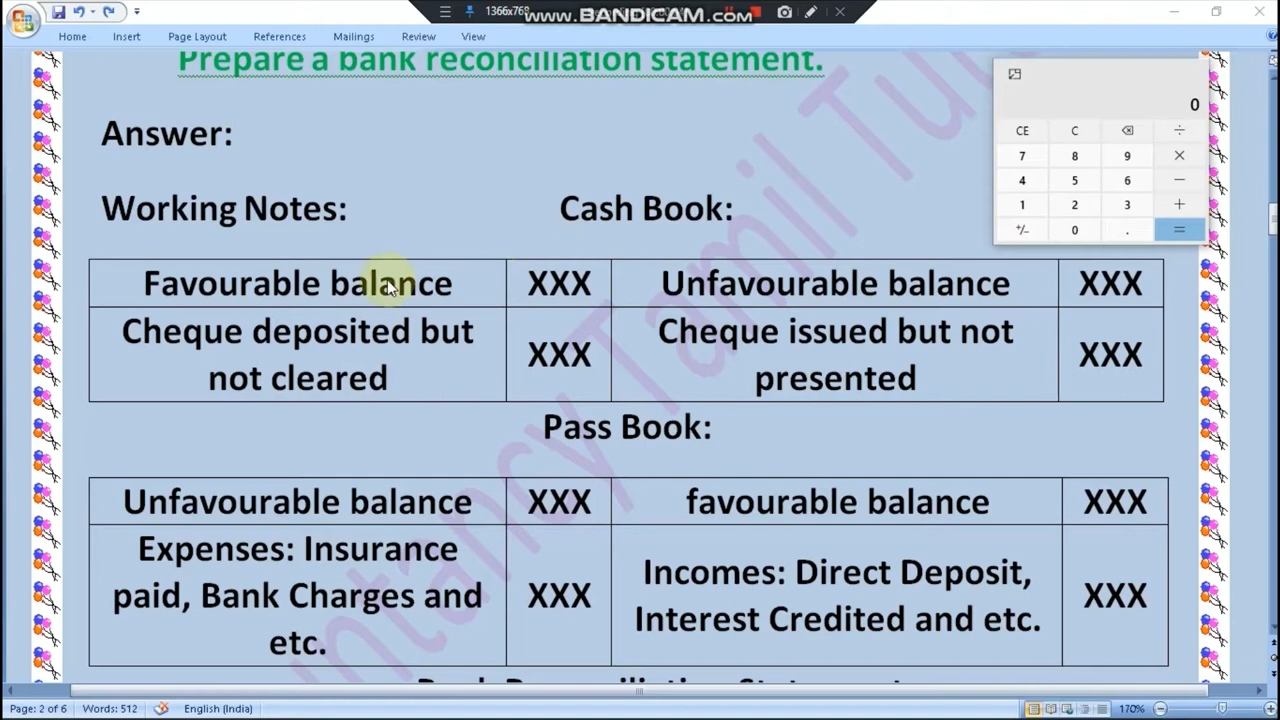 1366x768
www.BANDICAM.com
Home Insert Page Layout References Mailings Review View
Prepare a bank reconciliation statement.
0
CE C ⌫ ÷
7 8 9 ×
4 5 6 −
1 2 3 +
+/− 0 . =
Answer:
Working Notes: Cash Book:
Favourable balance XXX Unfavourable balance XXX
Cheque deposited but
not cleared
XXX
Cheque issued but not
presented
XXX
Pass Book:
Unfavourable balance XXX favourable balance XXX
Expenses: Insurance
paid, Bank Charges and
etc.
XXX
Incomes: Direct Deposit,
Interest Credited and etc.
XXX
Page: 2 of 6 Words: 512 English (India) 170%